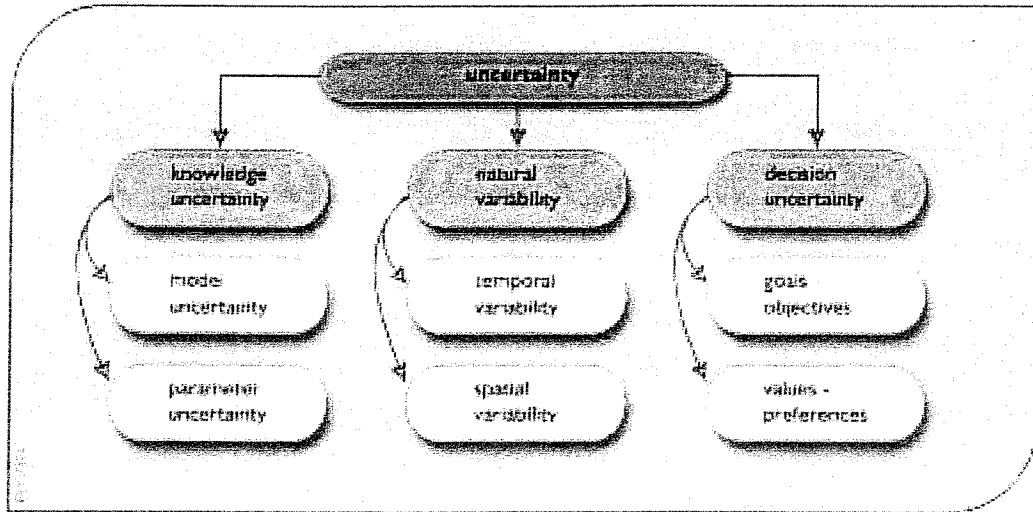 uncertainty
knowledge
uncertainty
natural
variability
decision
uncertainty
model
uncertainty
temporal
variability
goals
objectives
parameter
uncertainty
spatial
variability
values -
preferences